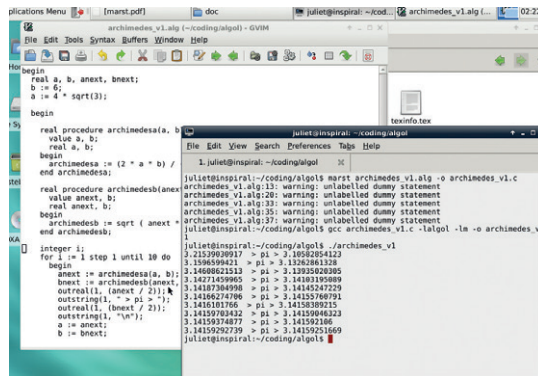 plications Menu
[marst.pdf]
doc
juliet@inspiral:~/cod...
archimedes_v1.alg (...
02:27
archimedes_v1.alg (~/coding/algol) - GVIM
File Edit Tools Syntax Buffers Window Help
begin
real a, b, anext, bnext;
b := 6;
a := 4 * sqrt(3);
begin
real procedure archimedesa(a, b
value a, b;
real a, b;
begin
archimedesa := (2 * a * b) /
end archimedesa;
real procedure archimedesb(anext
value anext, b;
real anext, b;
begin
archimedesb := sqrt ( anext *
end archimedesb;
integer i;
for i := 1 step 1 until 10 do
begin
anext := archimedesa(a, b);
bnext := archimedesb(anext,
outreal(1, (anext / 2));
outstring(1, " > pi > ");
outreal(1, (bnext / 2));
outstring(1, "\n");
a := anext;
b := bnext;
texinfo.tex
juliet@inspiral:~/coding/algol
File Edit View Search Preferences Tabs Help
1. juliet@inspiral: ~/coding/algol
juliet@inspiral:~/coding/algol$ marst archimedes_v1.alg -o archimedes_v1.c
archimedes_v1.alg:13: warning: unlabelled dummy statement
archimedes_v1.alg:20: warning: unlabelled dummy statement
archimedes_v1.alg:33: warning: unlabelled dummy statement
archimedes_v1.alg:35: warning: unlabelled dummy statement
archimedes_v1.alg:37: warning: unlabelled dummy statement
juliet@inspiral:~/coding/algol$ gcc archimedes_v1.c -lalgol -lm -o archimedes_v
1
juliet@inspiral:~/coding/algol$ ./archimedes_v1
3.21539030917 > pi > 3.10582854123
3.1596599421 > pi > 3.13262861328
3.14608621513 > pi > 3.13935020305
3.14271459965 > pi > 3.14103195089
3.14187304998 > pi > 3.14145247229
3.14166274706 > pi > 3.14155760791
3.1416101766 > pi > 3.14158389215
3.14159703432 > pi > 3.14159046323
3.14159374877 > pi > 3.141592106
3.14159292739 > pi > 3.14159251669
juliet@inspiral:~/coding/algol$